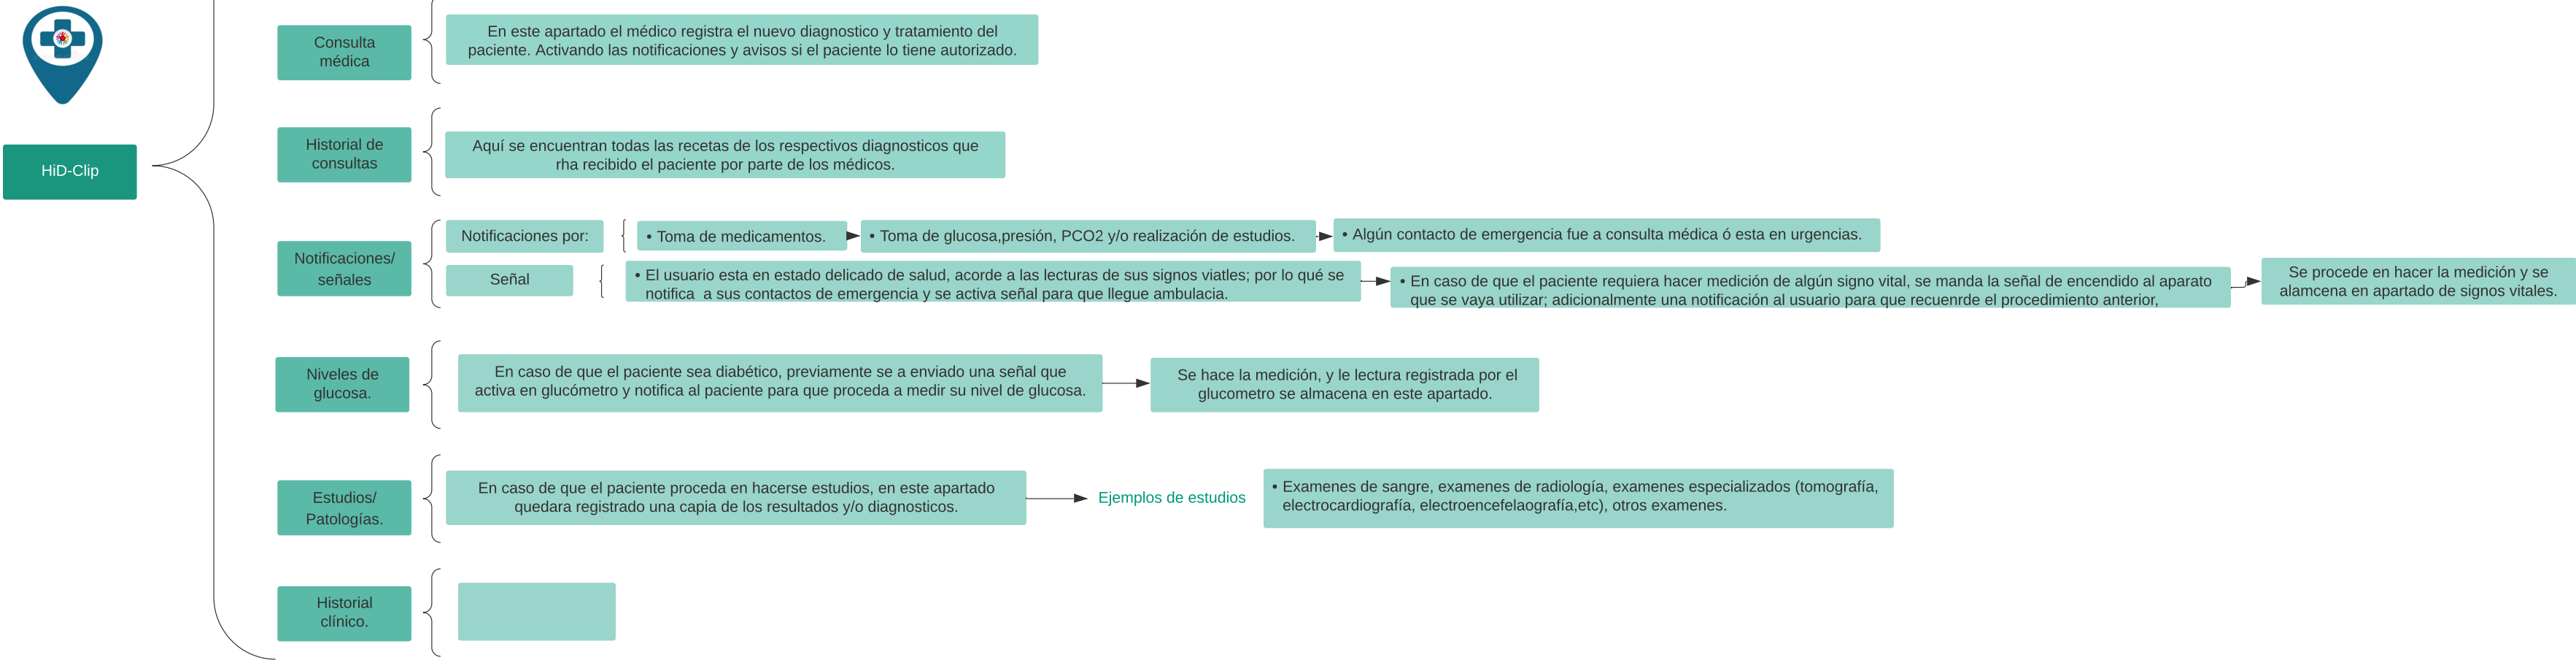 Consulta
médica
En este apartado el médico registra el nuevo diagnostico y tratamiento del
paciente. Activando las notificaciones y avisos si el paciente lo tiene autorizado.
HiD-Clip
Historial de
consultas
Aquí se encuentran todas las recetas de los respectivos diagnosticos que
rha recibido el paciente por parte de los médicos.
Notificaciones/
señales
Notificaciones por:
• Toma de medicamentos.
• Toma de glucosa,presión, PCO2 y/o realización de estudios.
• Algún contacto de emergencia fue a consulta médica ó esta en urgencias.
Señal
• El usuario esta en estado delicado de salud, acorde a las lecturas de sus signos viatles; por lo qué se
notifica a sus contactos de emergencia y se activa señal para que llegue ambulacia.
• En caso de que el paciente requiera hacer medición de algún signo vital, se manda la señal de encendido al aparato
que se vaya utilizar; adicionalmente una notificación al usuario para que recuenrde el procedimiento anterior,
Se procede en hacer la medición y se
alamcena en apartado de signos vitales.
Niveles de
glucosa.
En caso de que el paciente sea diabético, previamente se a enviado una señal que
activa en glucómetro y notifica al paciente para que proceda a medir su nivel de glucosa.
Se hace la medición, y le lectura registrada por el
glucometro se almacena en este apartado.
Estudios/
Patologías.
En caso de que el paciente proceda en hacerse estudios, en este apartado
quedara registrado una capia de los resultados y/o diagnosticos.
Ejemplos de estudios
• Examenes de sangre, examenes de radiología, examenes especializados (tomografía,
electrocardiografía, electroencefelaografía,etc), otros examenes.
Historial
clínico.